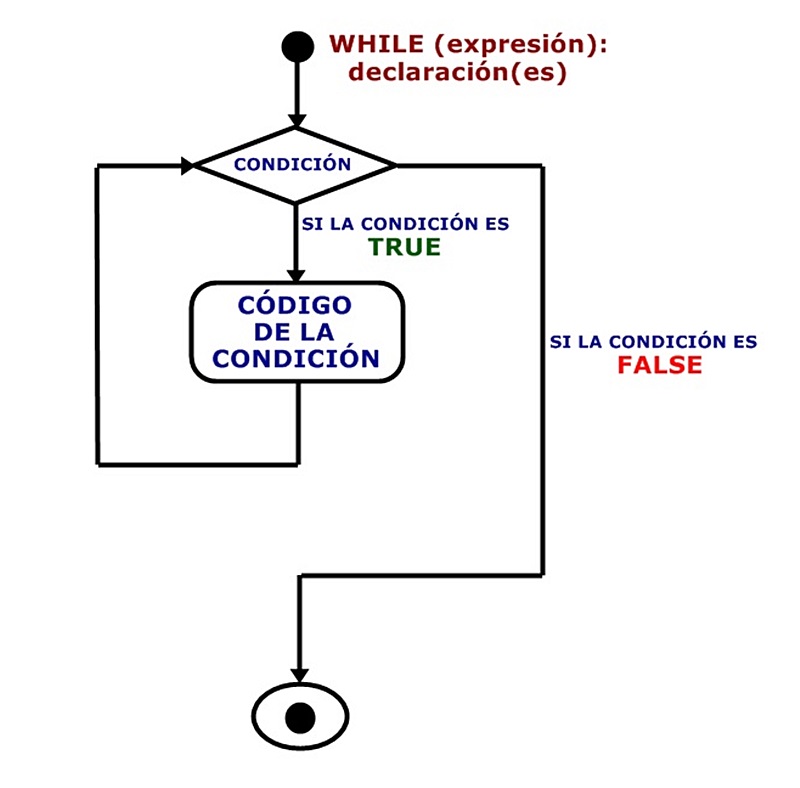 WHILE (expresión):
declaración(es)
CONDICIÓN
SI LA CONDICIÓN ES
TRUE
CÓDIGO
DE LA
CONDICIÓN
SI LA CONDICIÓN ES
FALSE